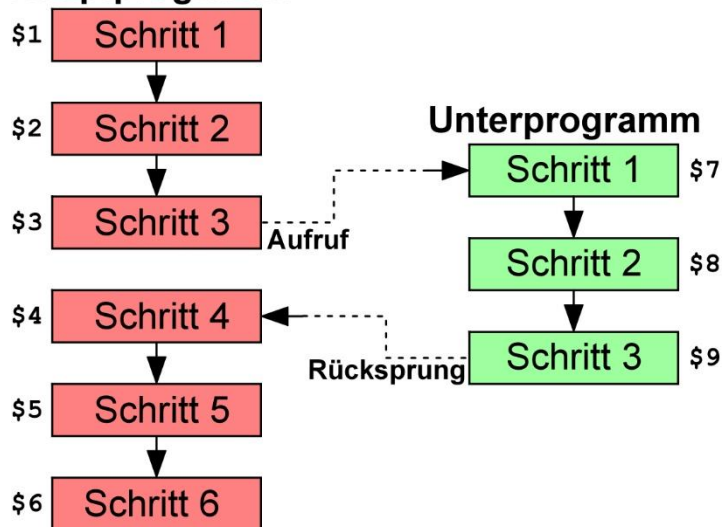 $1 Schritt 1
$2 Schritt 2
$3 Schritt 3
Aufruf
$4 Schritt 4
$5 Schritt 5
$6 Schritt 6
Unterprogramm
Schritt 1 $7
Schritt 2 $8
Schritt 3 $9
Rücksprung